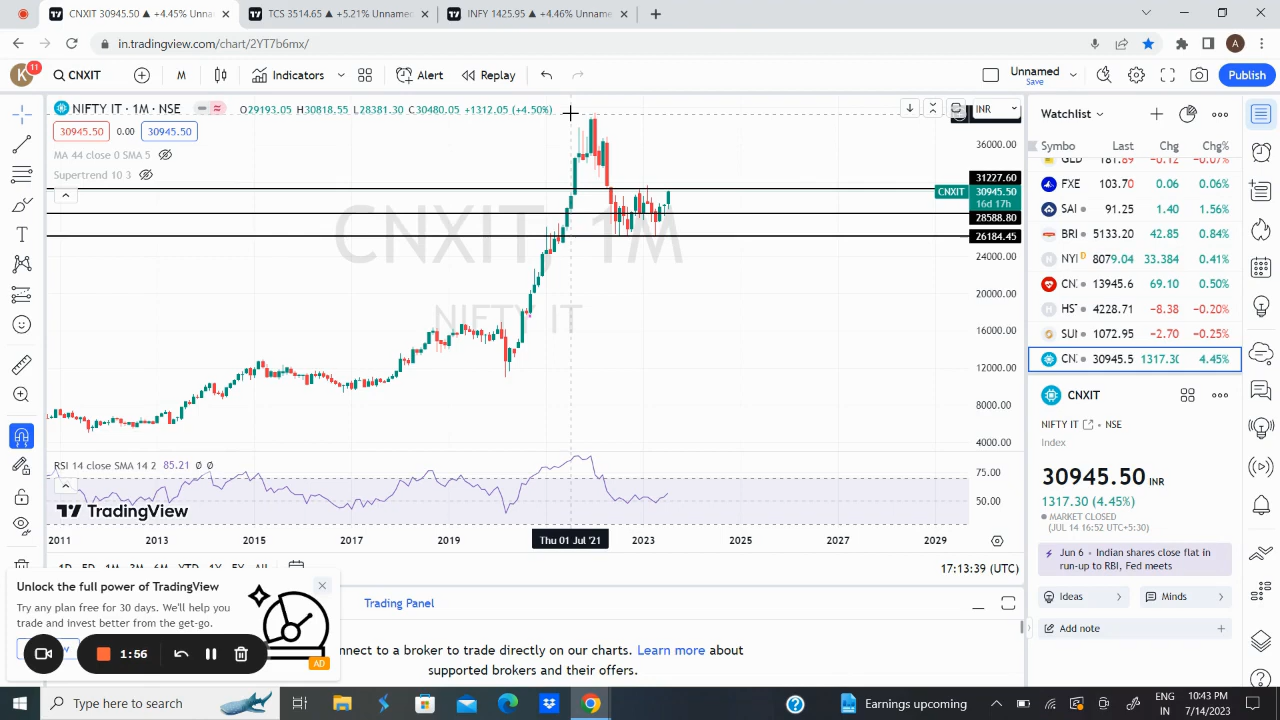 CNXIT 30945.50 ▲ +4.45% Unna
TCS 3514.65 ▲ +5.21% Unnamed
INFY 1425.95 ▲ +4.46% Unname
in.tradingview.com/chart/2YT7b6mx/
A
K 11
CNXIT
M
Indicators
Alert
Replay
Unnamed
Save
Publish
NIFTY IT · 1M · NSE
O29193.05 H30818.55 L28381.30 C30480.05 +1312.05 (+4.50%)
INR
30945.50 0.00 30945.50
MA 44 close 0 SMA 5
Supertrend 10 3
CNXIT, 1M
NIFTY IT
36000.00
31227.60
CNXIT 30945.50
16d 17h
28588.80
26184.45
24000.00
20000.00
16000.00
12000.00
8000.00
4000.00
RSI 14 close SMA 14 2 85.21 Ø Ø
75.00
50.00
TradingView
2011 2013 2015 2017 2019 Thu 01 Jul '21 2023 2025 2027 2029
17:13:39 (UTC)
Watchlist
Symbo Last Chg Chg%
GLD 181.89 -0.12 -0.07%
FXE 103.70 0.06 0.06%
SAI 91.25 1.40 1.56%
BRI 5133.20 42.85 0.84%
NYI D 8079.04 33.384 0.41%
CN 13945.6 69.10 0.50%
HS 4228.71 -8.38 -0.20%
SU 1072.95 -2.70 -0.25%
CN 30945.5 1317.30 4.45%
CNXIT
NIFTY IT · NSE
Index
30945.50 INR
1317.30 (4.45%)
MARKET CLOSED
(JUL 14 16:52 UTC+5:30)
Jun 6 · Indian shares close flat in
run-up to RBI, Fed meets
Ideas
Minds
Add note
Unlock the full power of TradingView
Try any plan free for 30 days. We'll help you
trade and invest better from the get-go.
AD
1:56
Trading Panel
nnect to a broker to trade directly on our charts. Learn more about
supported brokers and their offers.
Type here to search
Earnings upcoming
ENG
IN
10:43 PM
7/14/2023